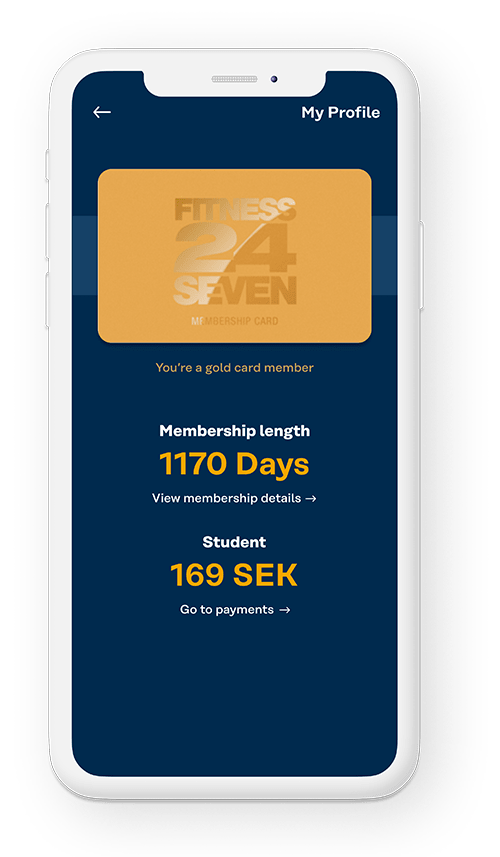 My Profile
FITNESS
24
SEVEN
MEMBERSHIP CARD
You're a gold card member
Membership length
1170 Days
View membership details →
Student
169 SEK
Go to payments →